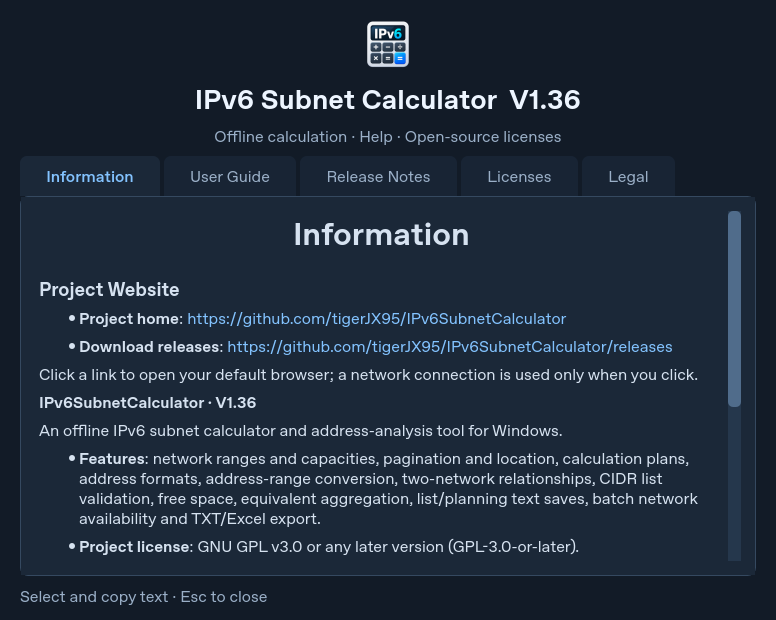 IPv6
IPv6 Subnet Calculator V1.36
Offline calculation · Help · Open-source licenses
Information
User Guide
Release Notes
Licenses
Legal
Information
Project Website
• Project home: https://github.com/tigerJX95/IPv6SubnetCalculator
• Download releases: https://github.com/tigerJX95/IPv6SubnetCalculator/releases
Click a link to open your default browser; a network connection is used only when you click.
IPv6SubnetCalculator · V1.36
An offline IPv6 subnet calculator and address-analysis tool for Windows.
• Features: network ranges and capacities, pagination and location, calculation plans,
address formats, address-range conversion, two-network relationships, CIDR list
validation, free space, equivalent aggregation, list/planning text saves, batch network
availability and TXT/Excel export.
• Project license: GNU GPL v3.0 or any later version (GPL-3.0-or-later).
Select and copy text · Esc to close